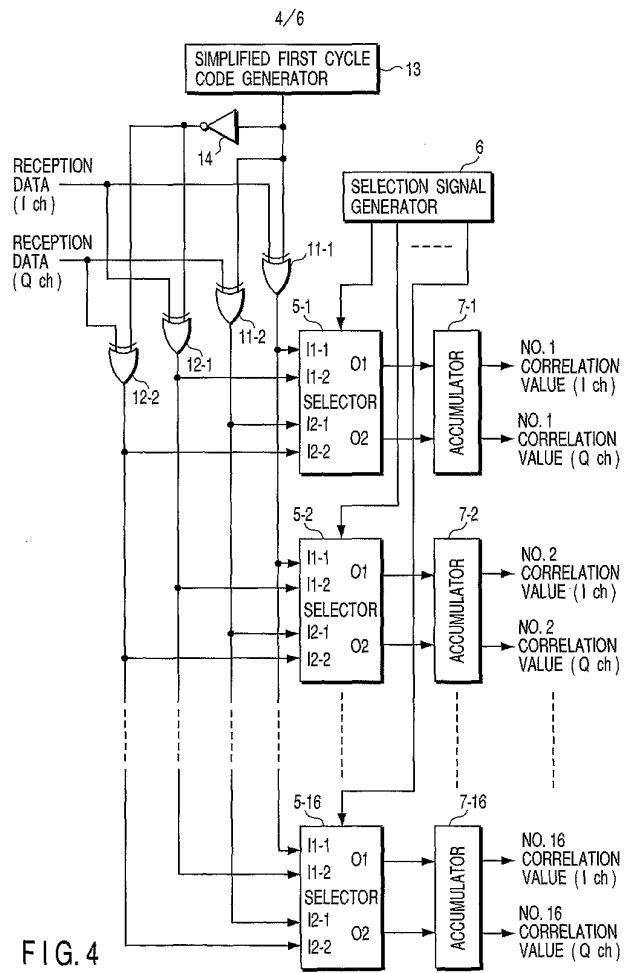 4/6
SIMPLIFIED FIRST CYCLE
CODE GENERATOR
13
14
RECEPTION
DATA
(I ch)
RECEPTION
DATA
(Q ch)
6
SELECTION SIGNAL
GENERATOR
11-1
11-2
12-1
12-2
5-1
I1-1
I1-2
SELECTOR
I2-1
I2-2
O1
O2
7-1
ACCUMULATOR
NO. 1
CORRELATION
VALUE (I ch)
NO. 1
CORRELATION
VALUE (Q ch)
5-2
I1-1
I1-2
SELECTOR
I2-1
I2-2
O1
O2
7-2
ACCUMULATOR
NO. 2
CORRELATION
VALUE (I ch)
NO. 2
CORRELATION
VALUE (Q ch)
5-16
I1-1
I1-2
SELECTOR
I2-1
I2-2
O1
O2
7-16
ACCUMULATOR
NO. 16
CORRELATION
VALUE (I ch)
NO. 16
CORRELATION
VALUE (Q ch)
FIG. 4